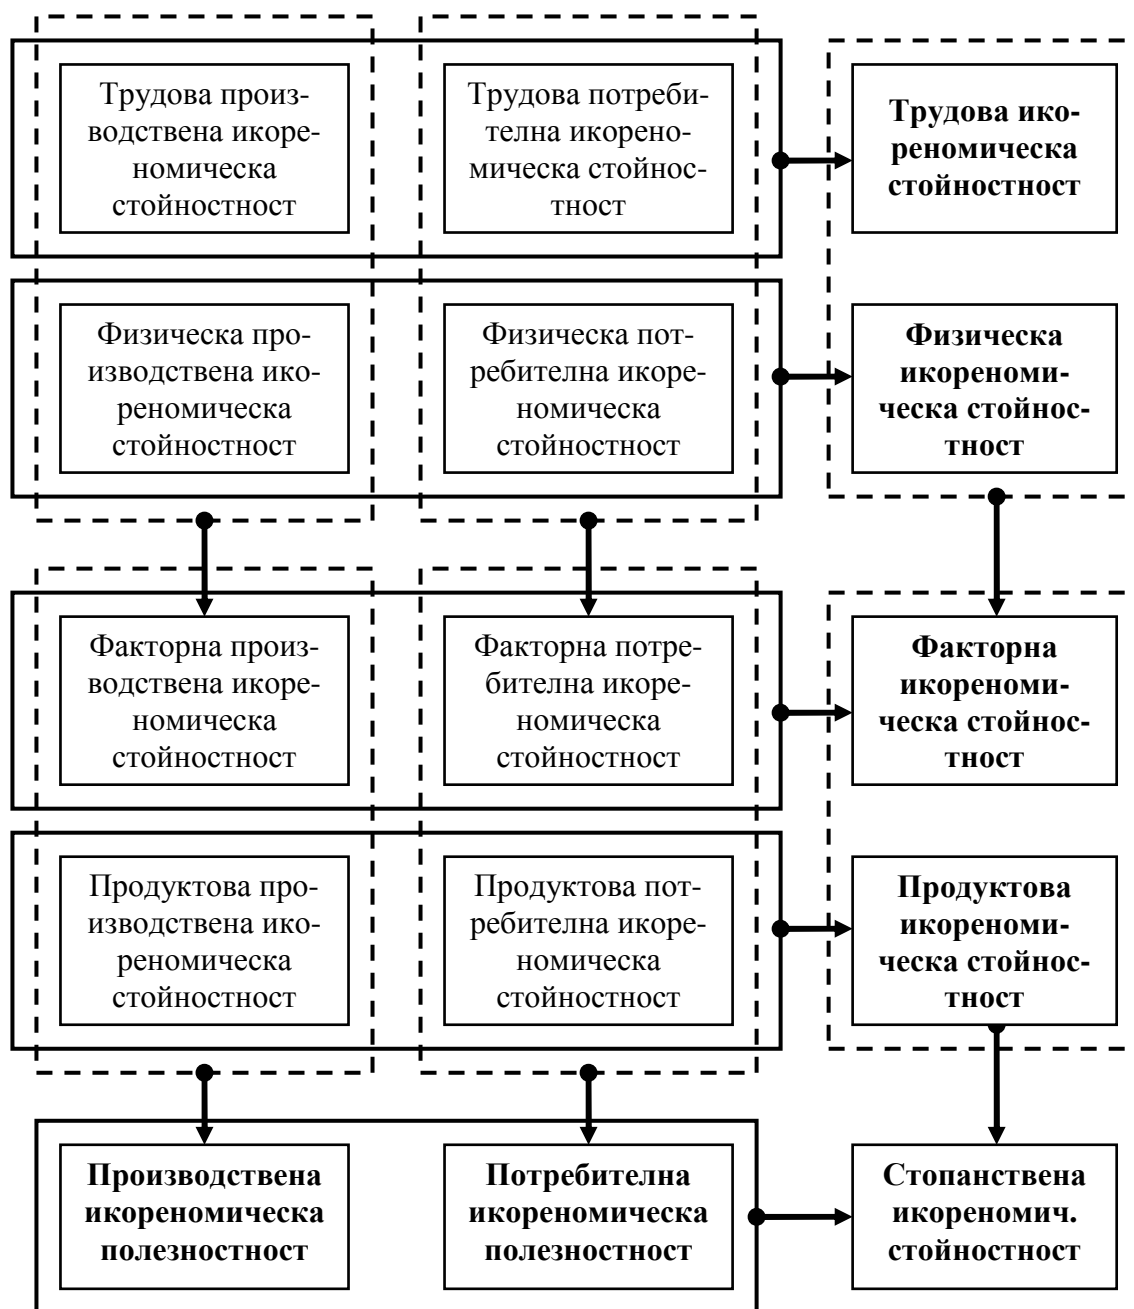 Трудова произ-
водствена икоре-
номическа
стойностност
Трудова потреби-
телна икорено-
мическа стойнос-
тност
Трудова ико-
реномическа
стойностност
Физическа про-
изводствена ико-
реномическа
стойностност
Физическа пот-
ребителна икоре-
номическа
стойностност
Физическа
икореноми-
ческа стойнос-
тност
Факторна произ-
водствена икоре-
номическа
стойностност
Факторна потре-
бителна икоре-
номическа
стойностност
Факторна
икореноми-
ческа стойнос-
тност
Продуктова про-
изводствена ико-
реномическа
стойностност
Продуктова пот-
ребителна икоре-
номическа
стойностност
Продуктова
икореноми-
ческа стойнос-
тност
Производствена
икореномическа
полезностност
Потребителна
икореномическа
полезностност
Стопанствена
икореномич.
стойностност